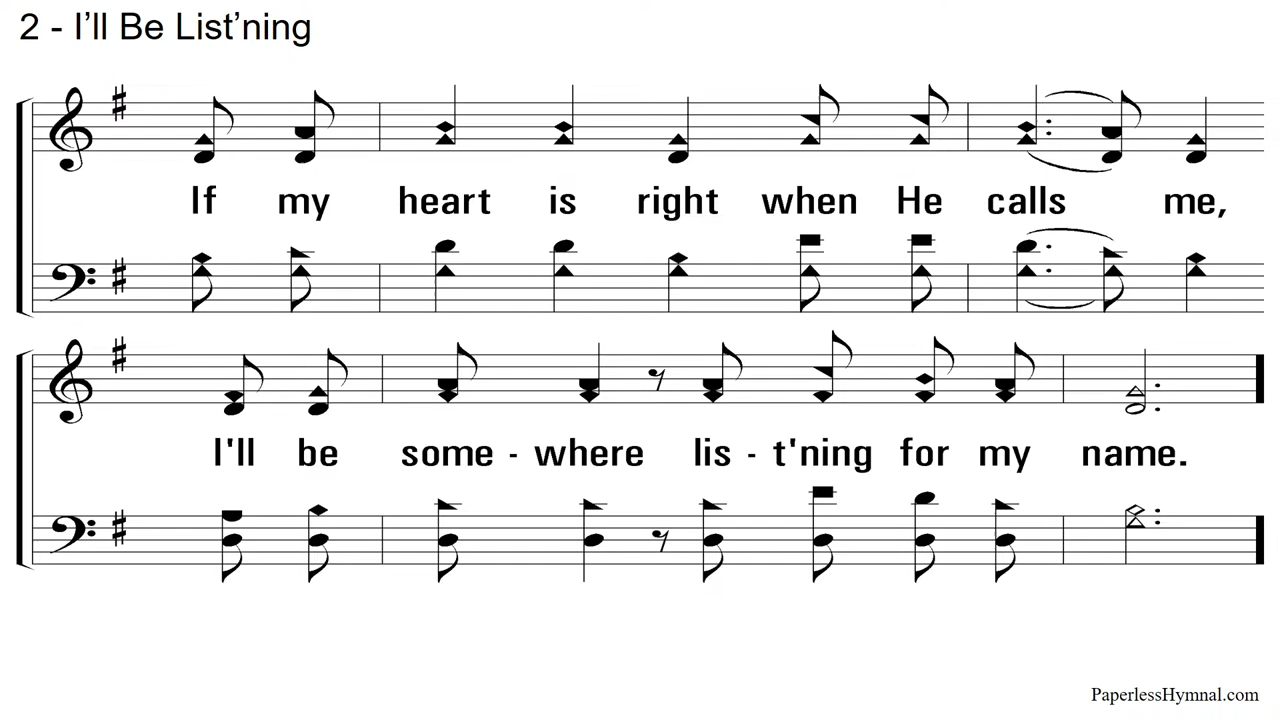 2 - I’ll Be List’ning
If my heart is right when He calls me,
I'll be some - where lis - t'ning for my name.
PaperlessHymnal.com